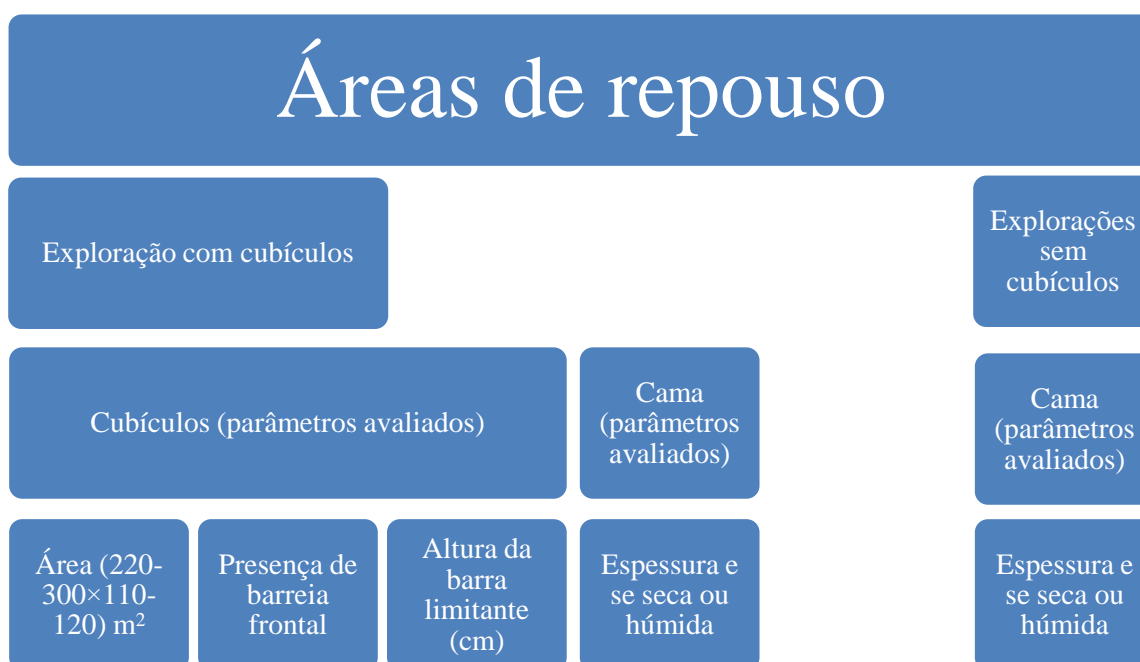 Áreas de repouso
Exploração com cubículos
Explorações
sem
cubículos
Cubículos (parâmetros avaliados)
Cama
(parâmetros
avaliados)
Cama
(parâmetros
avaliados)
Área (220-
300×110-
120) m²
Presença de
barreia
frontal
Altura da
barra
limitante
(cm)
Espessura e
se seca ou
húmida
Espessura e
se seca ou
húmida